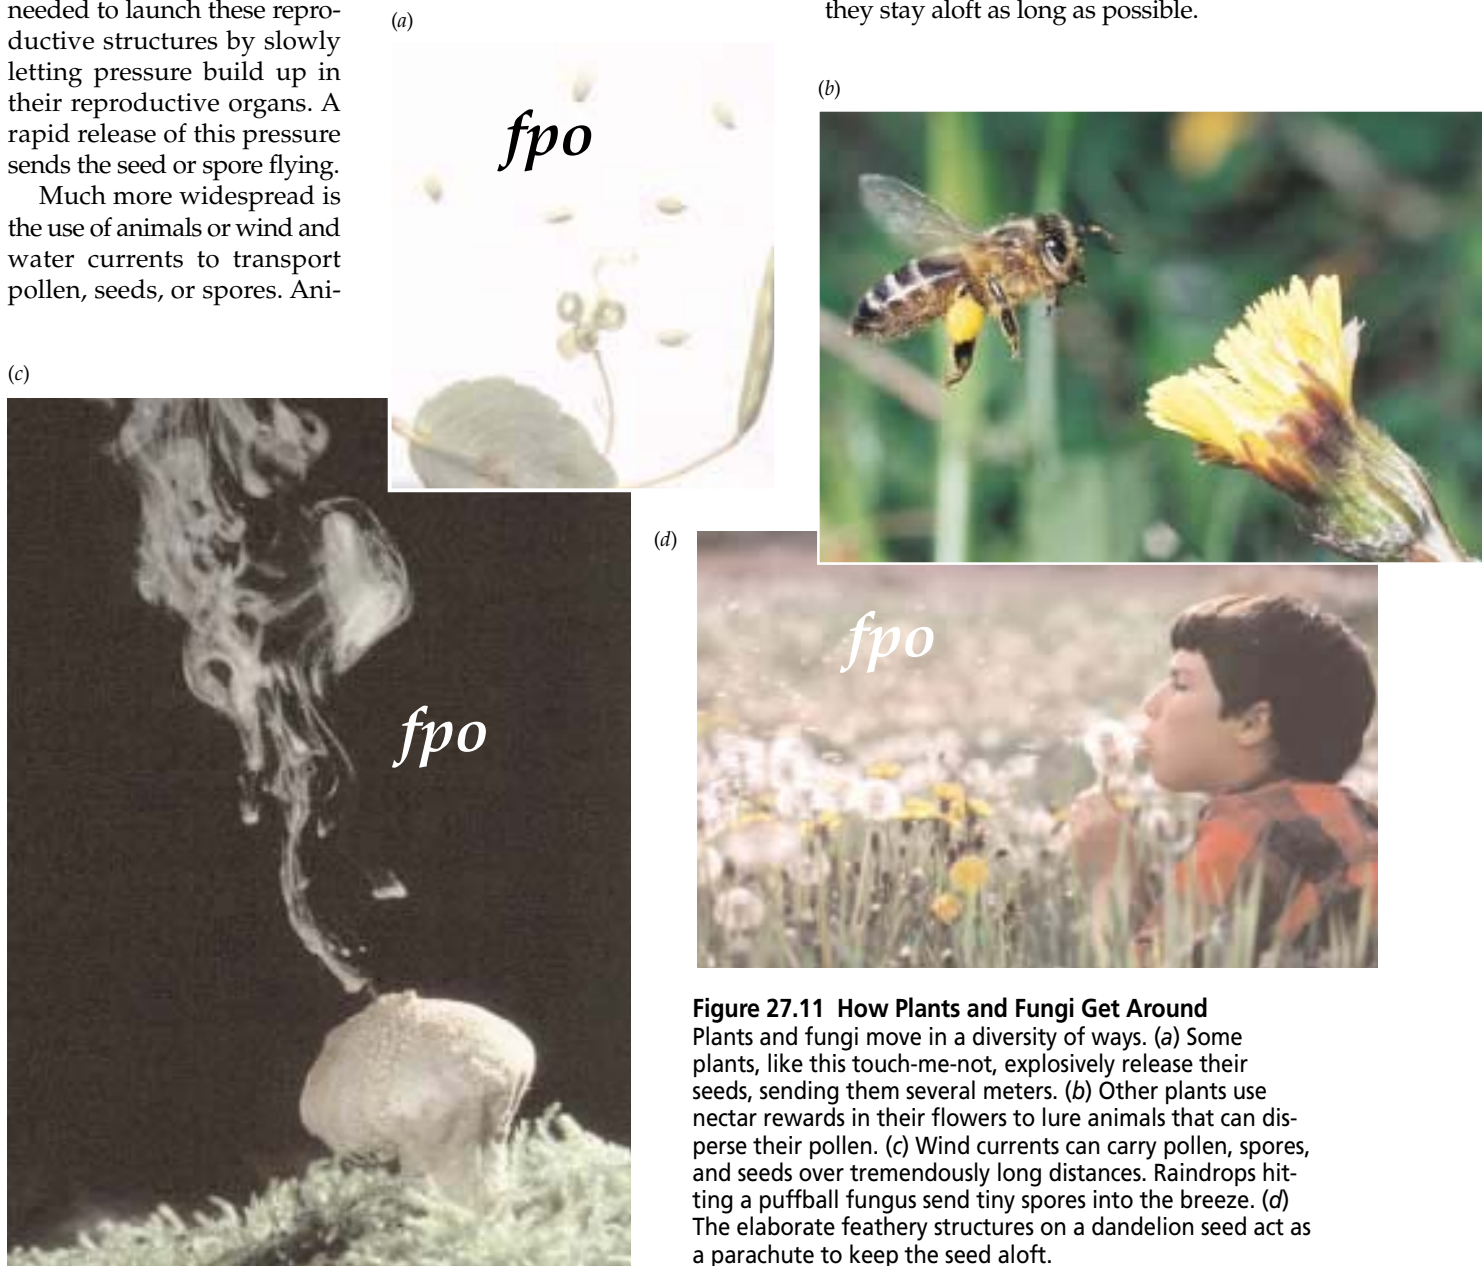 needed to launch these repro-
ductive structures by slowly
letting pressure build up in
their reproductive organs. A
rapid release of this pressure
sends the seed or spore flying.
Much more widespread is
the use of animals or wind and
water currents to transport
pollen, seeds, or spores. Ani-
they stay aloft as long as possible.
(a)
fpo
(b)
(c)
fpo
(d)
fpo
Figure 27.11 How Plants and Fungi Get Around
Plants and fungi move in a diversity of ways. (a) Some
plants, like this touch-me-not, explosively release their
seeds, sending them several meters. (b) Other plants use
nectar rewards in their flowers to lure animals that can dis-
perse their pollen. (c) Wind currents can carry pollen, spores,
and seeds over tremendously long distances. Raindrops hit-
ting a puffball fungus send tiny spores into the breeze. (d)
The elaborate feathery structures on a dandelion seed act as
a parachute to keep the seed aloft.